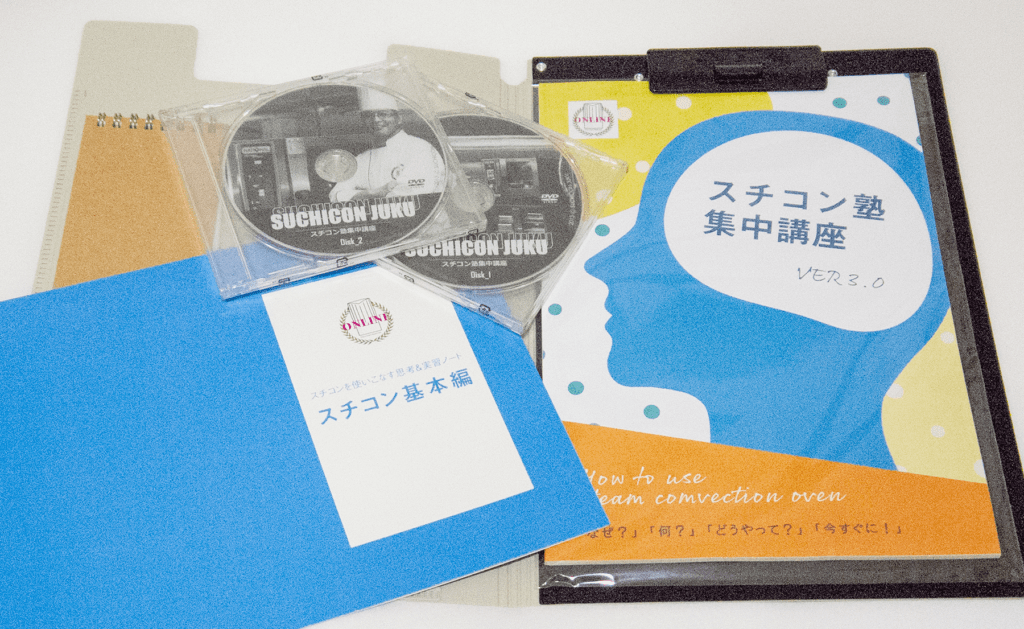 DVD
SUCHICON JUKU
スチコン塾集中講座
Disk_2
DVD
SUCHICON JUKU
スチコン塾集中講座
Disk_1
ONLINE
スチコンを使いこなす思考&実習ノート
スチコン基本編
ONLINE
スチコン塾
集中講座
VER3.0
How to use
team comvection oven
なぜ？」「何？」「どうやって？」「今すぐに！」